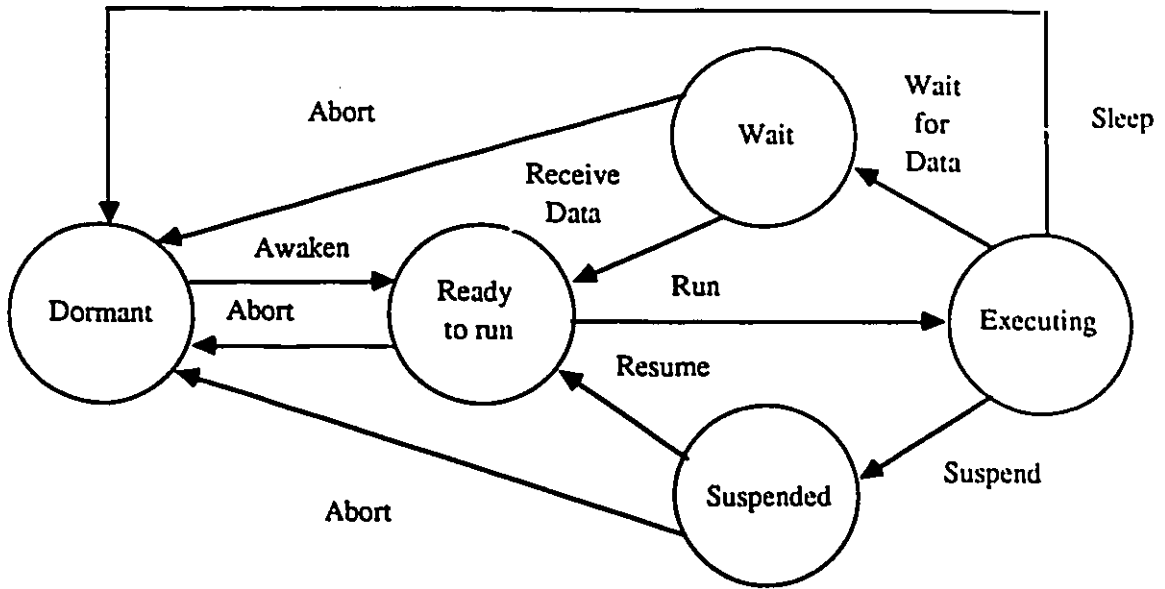 Abort
Wait
Wait
for
Data
Sleep
Receive
Data
Awaken
Dormant
Abort
Ready
to run
Run
Executing
Resume
Suspend
Suspended
Abort